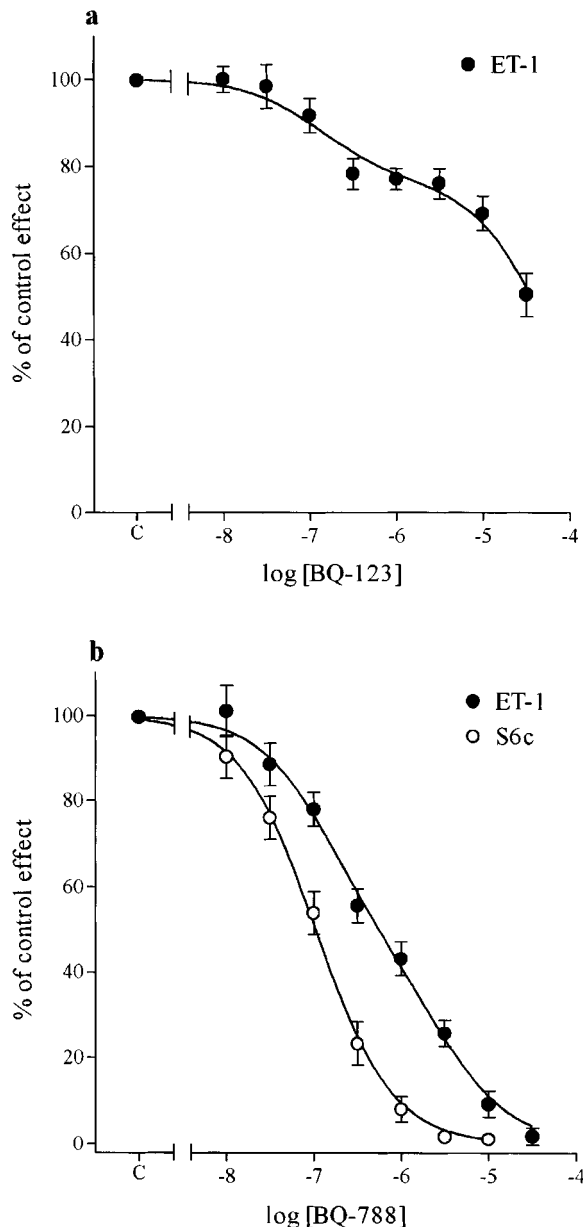 a
ET-1
100
80
60
40
20
0
% of control effect
C -8 -7 -6 -5 -4
log [BQ-123]
b
ET-1
S6c
100
80
60
40
20
0
% of control effect
C -8 -7 -6 -5 -4
log [BQ-788]